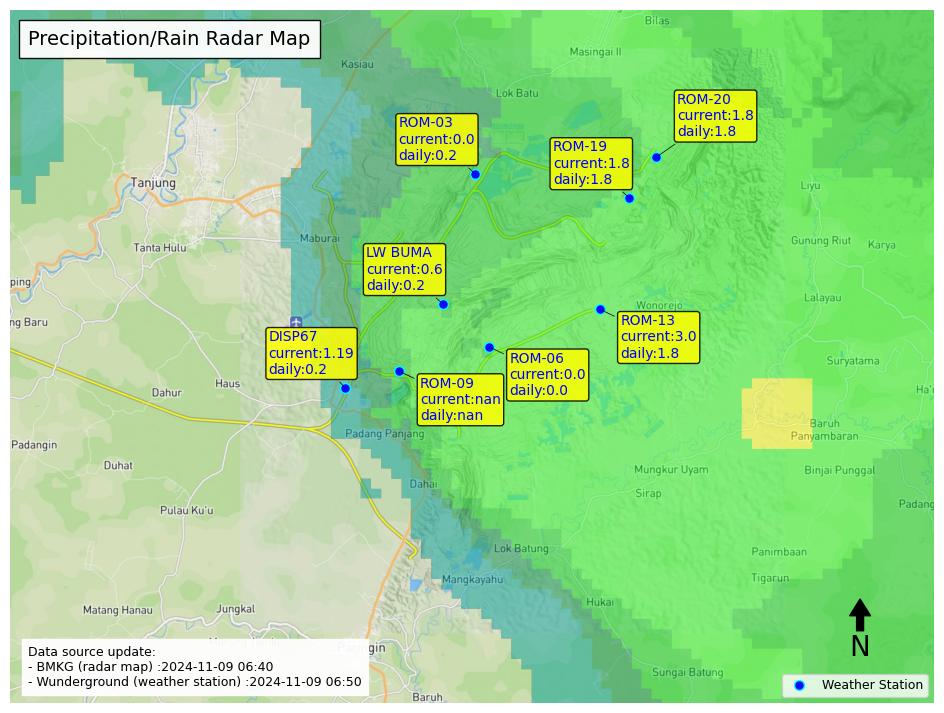 Precipitation/Rain Radar Map
Bilas
Masingai II
Kasiau
Lok Batu
ROM-20
current:1.8
daily:1.8
ROM-03
current:0.0
daily:0.2
ROM-19
current:1.8
daily:1.8
Tanjung
Liyu
Maburai
Tanta Hulu
Gunung Riut
Karya
LW BUMA
current:0.6
daily:0.2
ping
Lalayau
Wonorejo
ng Baru
ROM-13
current:3.0
daily:1.8
DISP67
current:1.19
daily:0.2
ROM-06
current:0.0
daily:0.0
Suryatama
Haus
Dahur
ROM-09
current:nan
daily:nan
Ha'
Baruh
Panyambaran
Padang Panjang
Padangin
Duhat
Mungkur Uyam
Binjai Punggal
Dahai
Sirap
Padang
Pulau Ku'u
Lok Batung
Panimbaan
Mangkayahu
Tigarun
Hukai
Matang Hanau
Jungkal
N
Data source update:
- BMKG (radar map) :2024-11-09 06:40
- Wunderground (weather station) :2024-11-09 06:50
Sungai Batung
Baruh
Weather Station